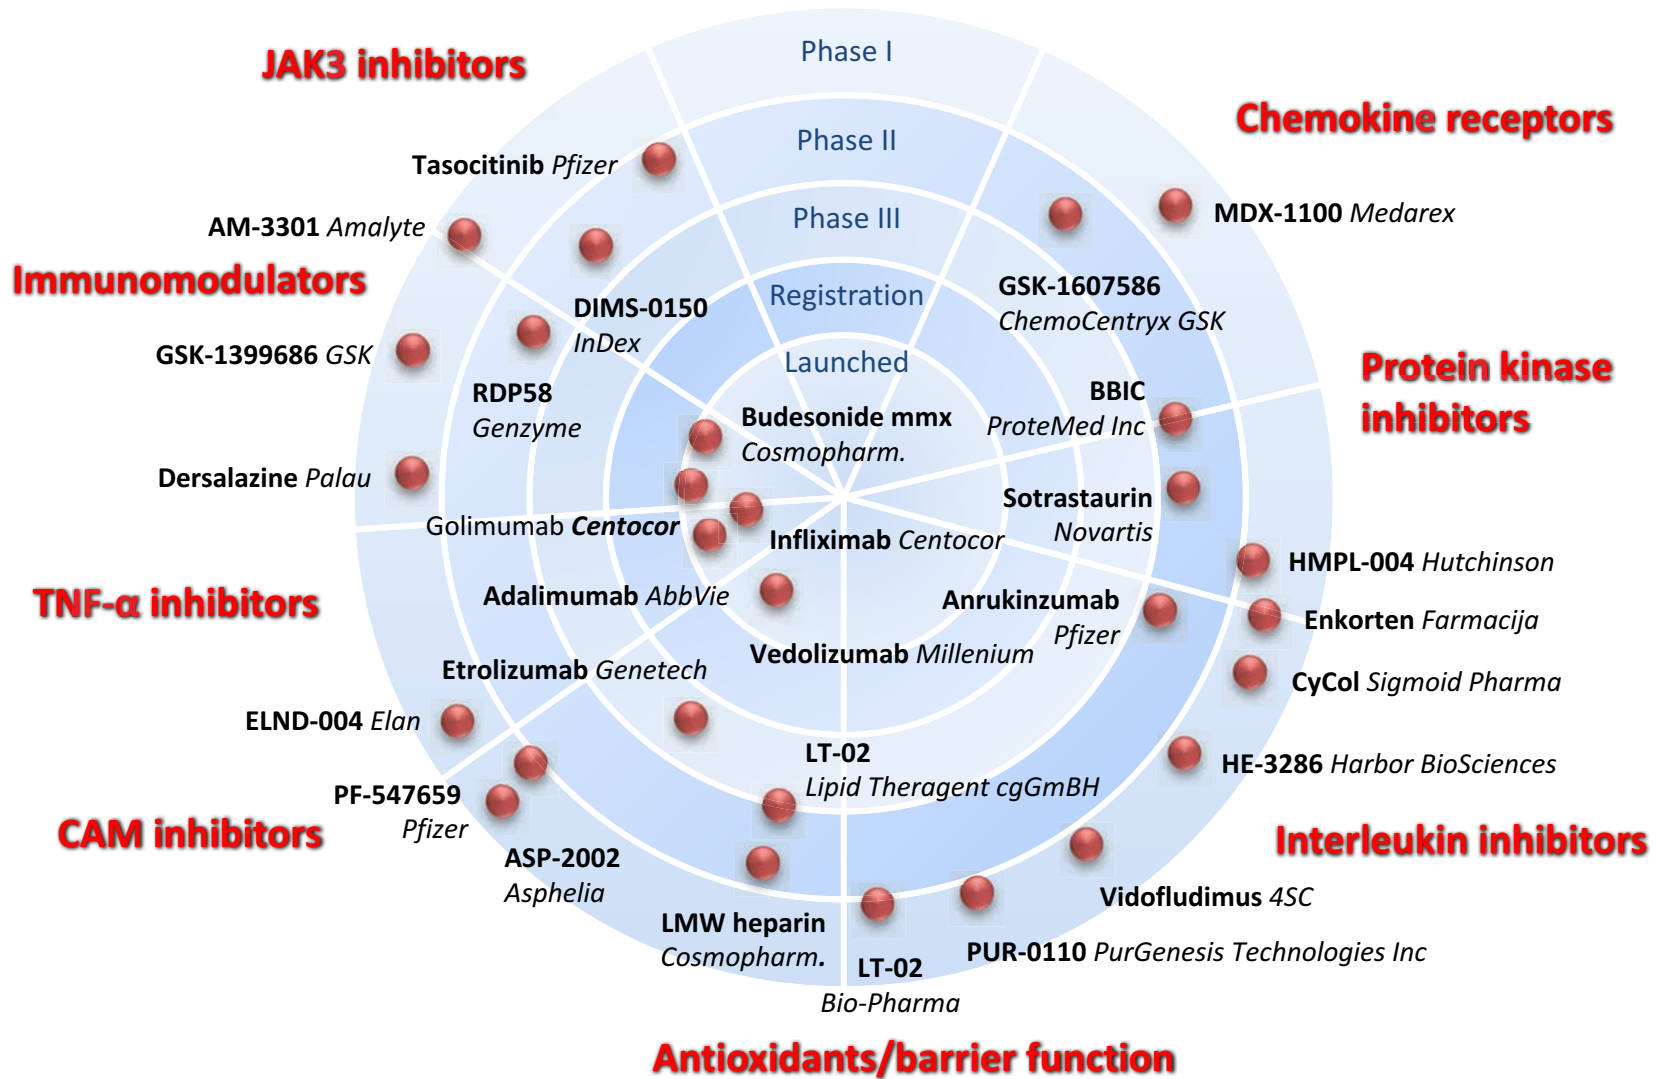 JAK3 inhibitors
Phase I
Chemokine receptors
Phase II
Tasocitinib Pfizer
Phase III
AM-3301 Amalyte
MDX-1100 Medarex
Immunomodulators
Registration
GSK-1607586
ChemoCentryx GSK
DIMS-0150
InDex
GSK-1399686 GSK
Launched
Protein kinase
inhibitors
RDP58
Genzyme
BBIC
ProteMed Inc
Budesonide mmx
Cosmopharm.
Dersalazine Palau
Sotrastaurin
Novartis
Golimumab Centocor
Infliximab Centocor
HMPL-004 Hutchinson
TNF-α inhibitors
Adalimumab AbbVie
Anrukinzumab
Pfizer
Enkorten Farmacija
Vedolizumab Millenium
Etrolizumab Genetech
CyCol Sigmoid Pharma
ELND-004 Elan
LT-02
Lipid Theragent cgGmBH
HE-3286 Harbor BioSciences
PF-547659
Pfizer
CAM inhibitors
Interleukin inhibitors
ASP-2002
Asphelia
Vidofludimus 4SC
LMW heparin
Cosmopharm.
PUR-0110 PurGenesis Technologies Inc
LT-02
Bio-Pharma
Antioxidants/barrier function